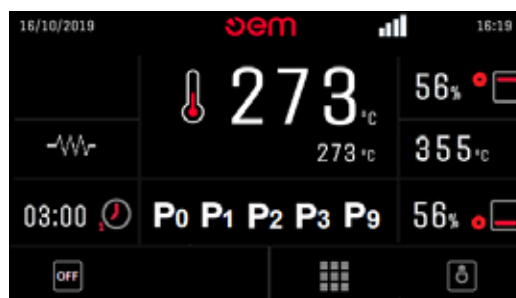 16/10/2019 oem 16:19
273°C 56%
273°C 355°C
03:00 1 P0 P1 P2 P3 P9 56%
OFF